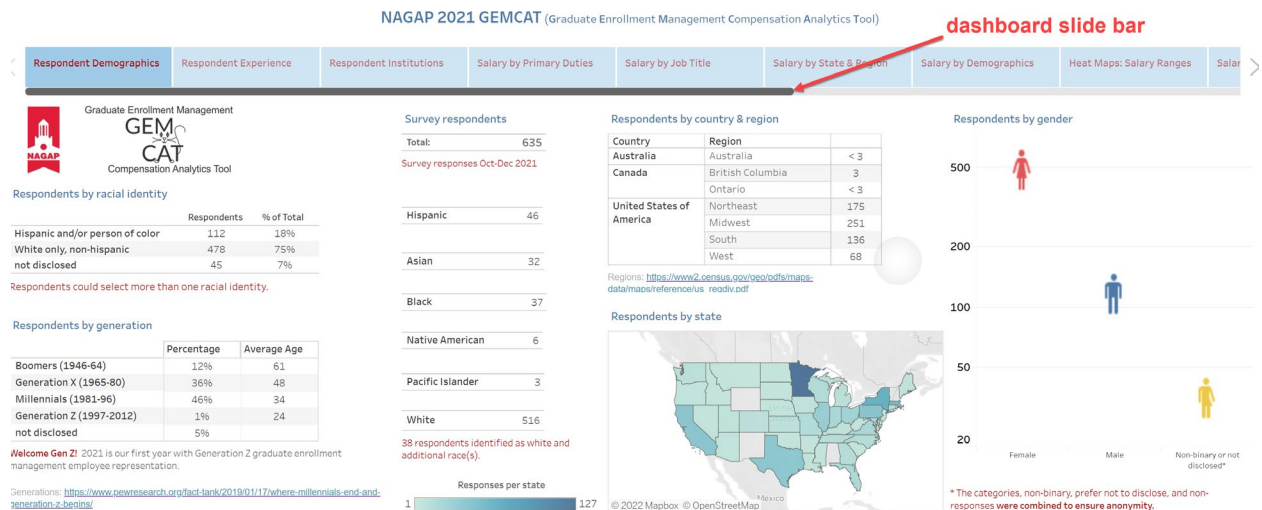 NAGAP 2021 GEMCAT (Graduate Enrollment Management Compensation Analytics Tool)
dashboard slide bar
Respondent Demographics
Respondent Experience
Respondent Institutions
Salary by Primary Duties
Salary by Job Title
Salary by State & Region
Salary by Demographics
Heat Maps: Salary Ranges
Salar
NAGAP
Graduate Enrollment Management
GEM
CAT
Compensation Analytics Tool
Respondents by racial identity
Respondents % of Total
Hispanic and/or person of color 112 18%
White only, non-hispanic 478 75%
not disclosed 45 7%
Respondents could select more than one racial identity.
Respondents by generation
Percentage Average Age
Boomers (1946-64) 12% 61
Generation X (1965-80) 36% 48
Millennials (1981-96) 46% 34
Generation Z (1997-2012) 1% 24
not disclosed 5%
Welcome Gen Z! 2021 is our first year with Generation Z graduate enrollment
management employee representation.
Generations: https://www.pewresearch.org/fact-tank/2019/01/17/where-millennials-end-and-
generation-z-begins/
Survey respondents
Total: 635
Survey responses Oct-Dec 2021
Hispanic 46
Asian 32
Black 37
Native American 6
Pacific Islander 3
White 516
38 respondents identified as white and
additional race(s).
Responses per state
1 127
Respondents by country & region
Country Region
Australia Australia < 3
Canada British Columbia 3
Ontario < 3
United States of America Northeast 175
Midwest 251
South 136
West 68
Regions: https://www2.census.gov/geo/pdfs/maps-
data/maps/reference/us_regdiv.pdf
Respondents by state
Mexico
© 2022 Mapbox © OpenStreetMap
Respondents by gender
500
200
100
50
20
Female
Male
Non-binary or not
disclosed*
* The categories, non-binary, prefer not to disclose, and non-
responses were combined to ensure anonymity.